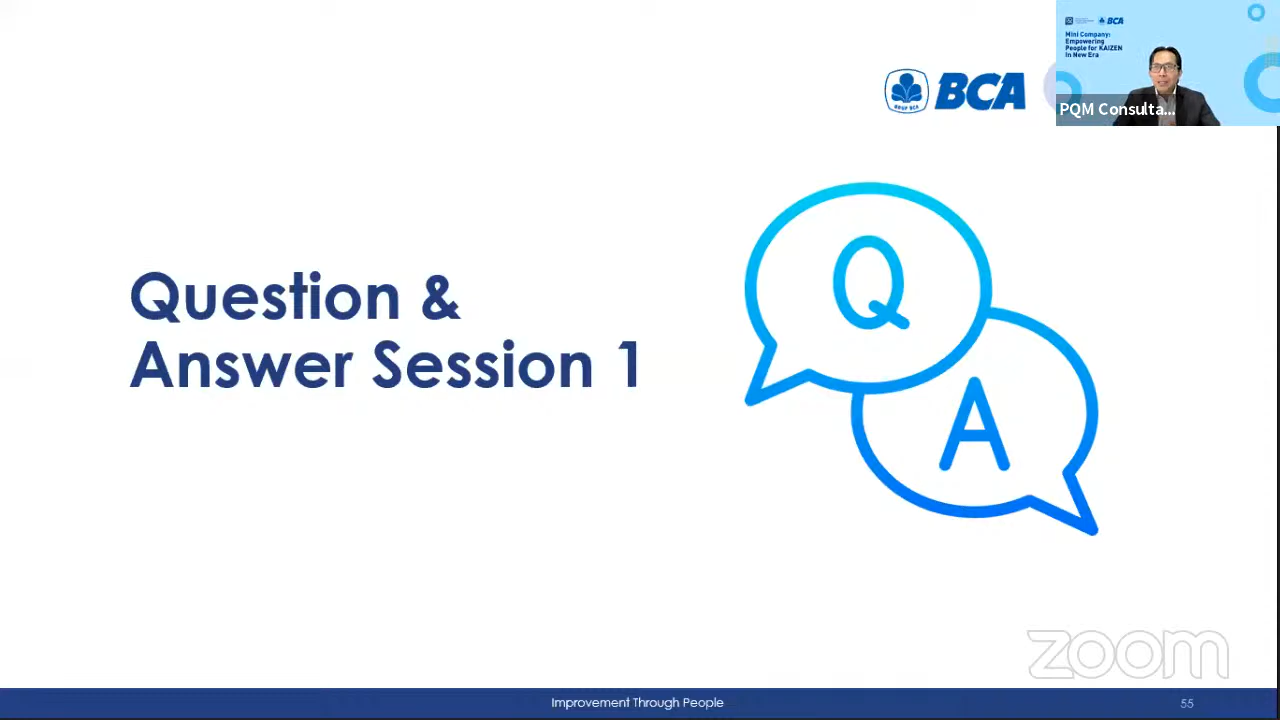 BCA
Mini Company:
Empowering
People for KAIZEN
In New Era
BCA
PQM Consulta...
Question &
Answer Session 1
Q
A
zoom
Improvement Through People
55